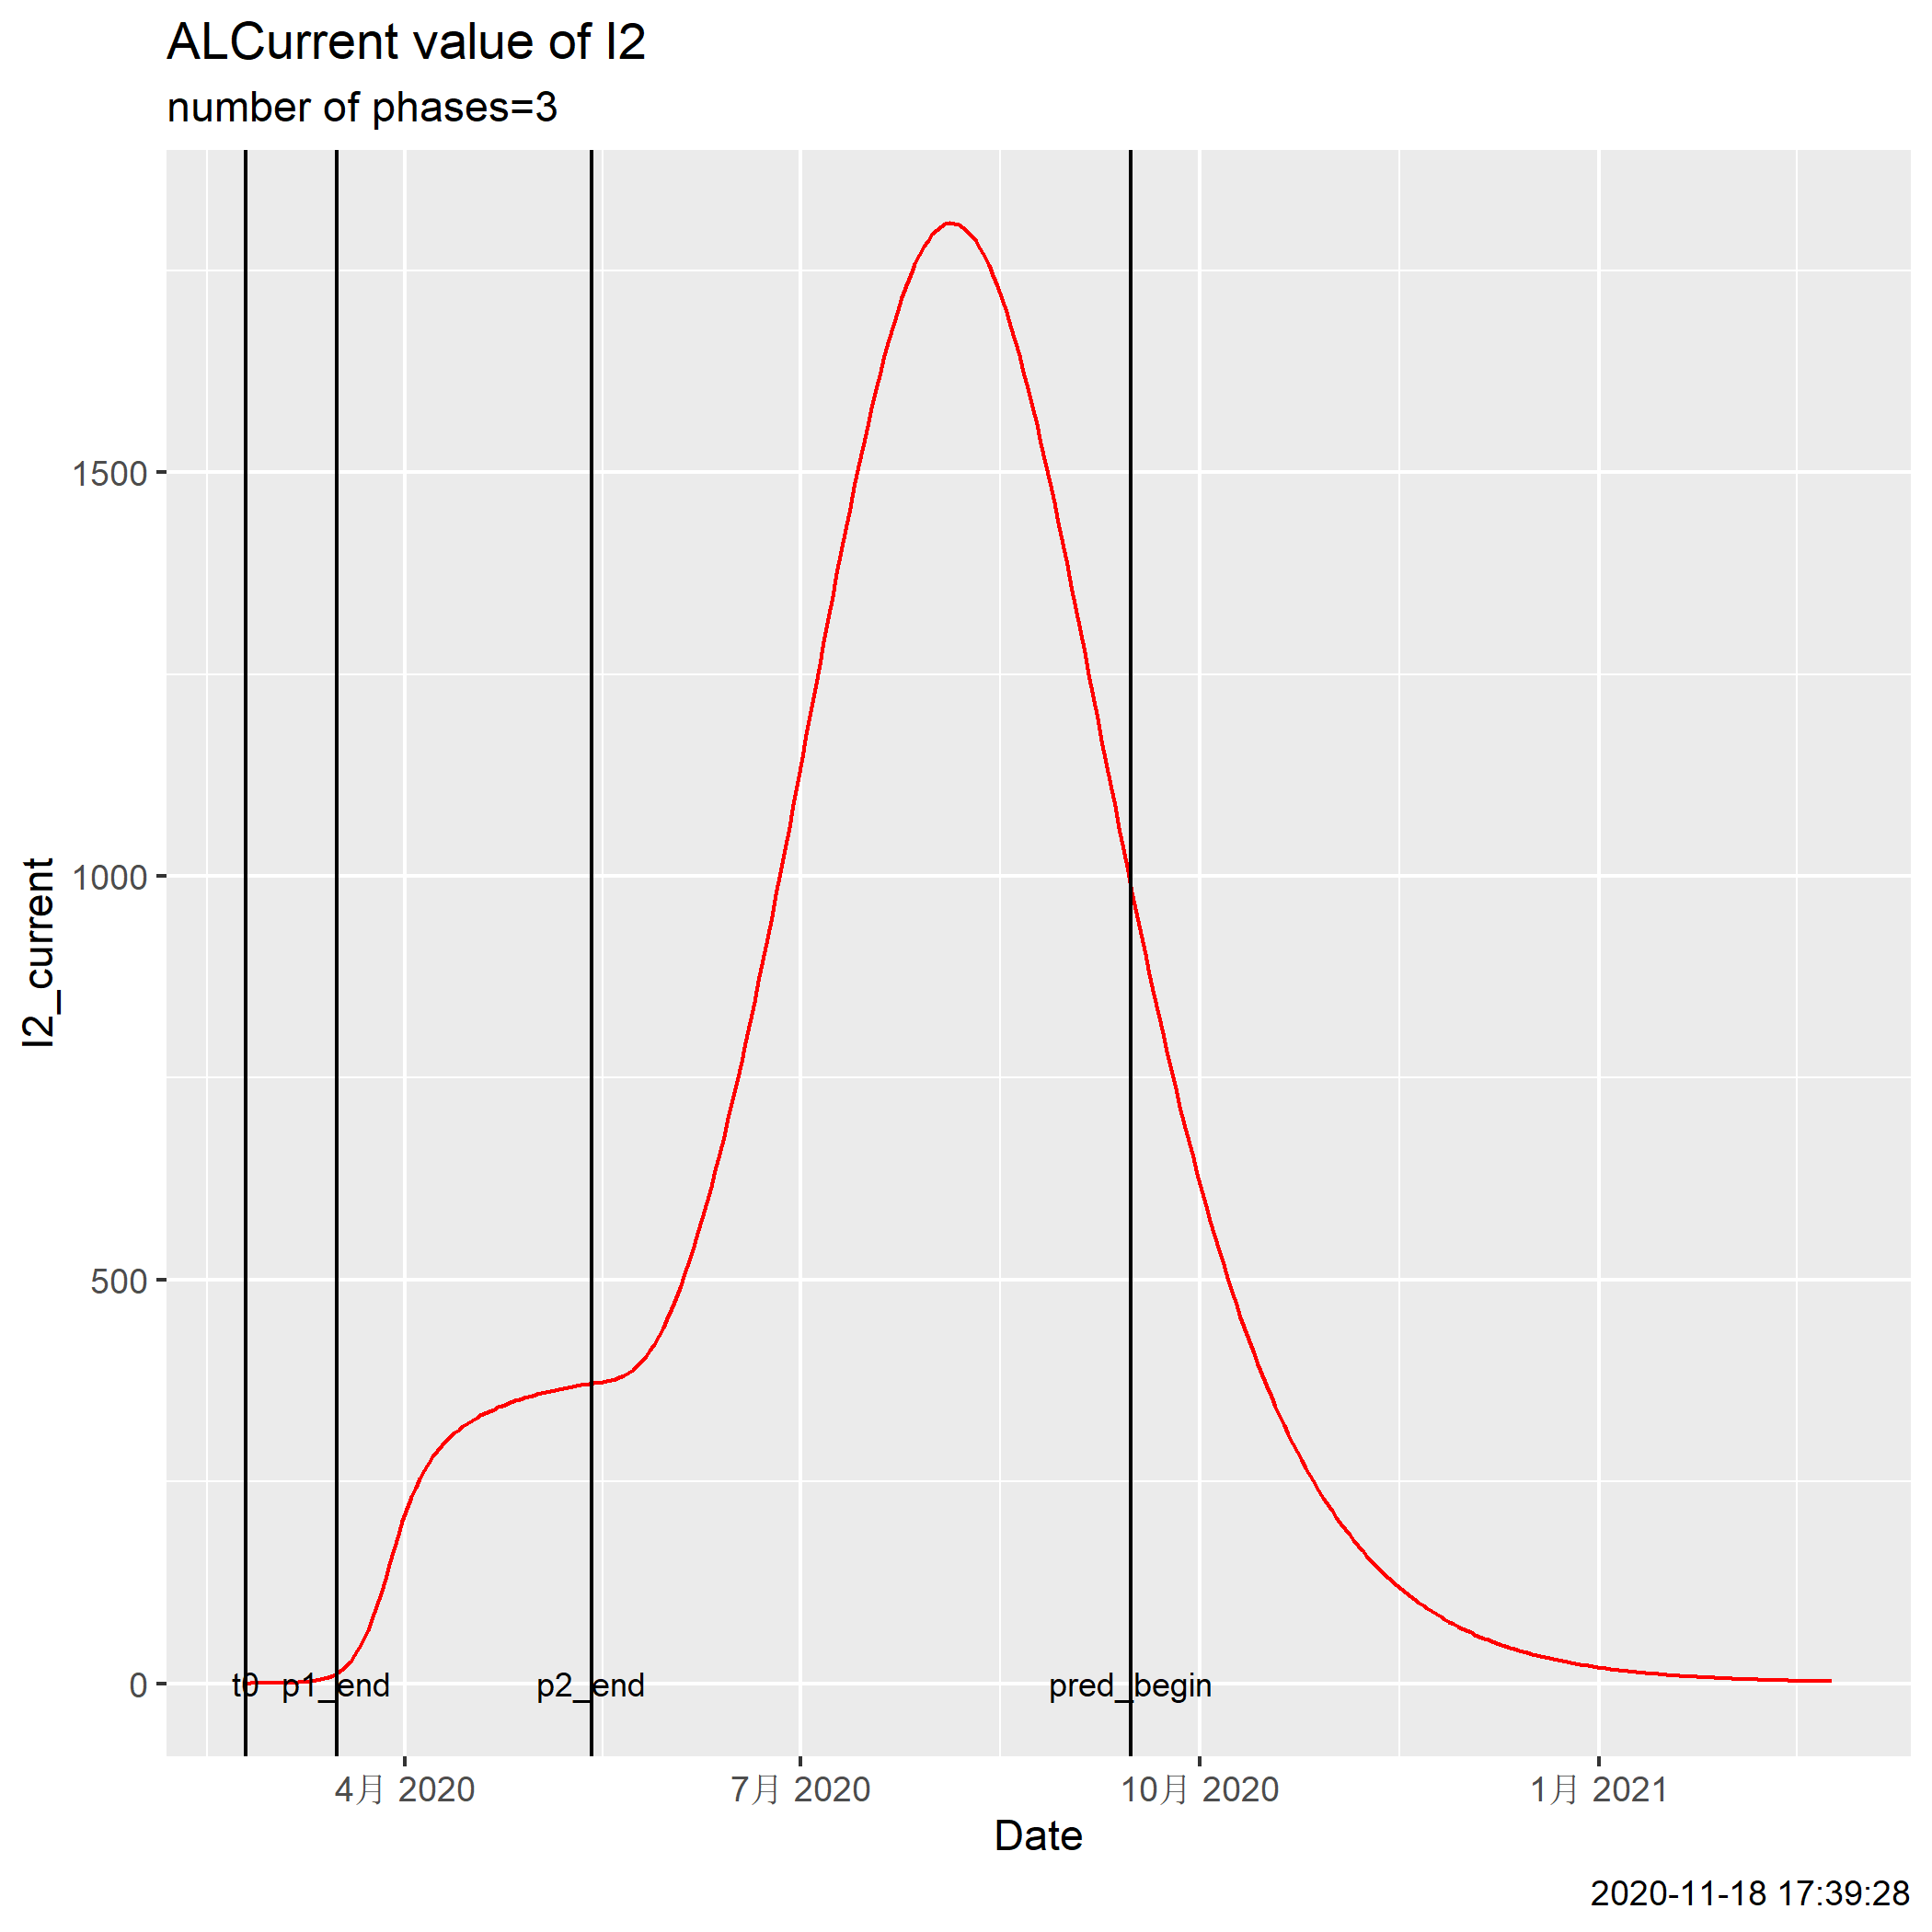 ALCurrent value of I2
number of phases=3
I2_current
1500
1000
500
0
t0 p1_end p2_end pred_begin
4月 2020 7月 2020 10月 2020 1月 2021
Date
2020-11-18 17:39:28